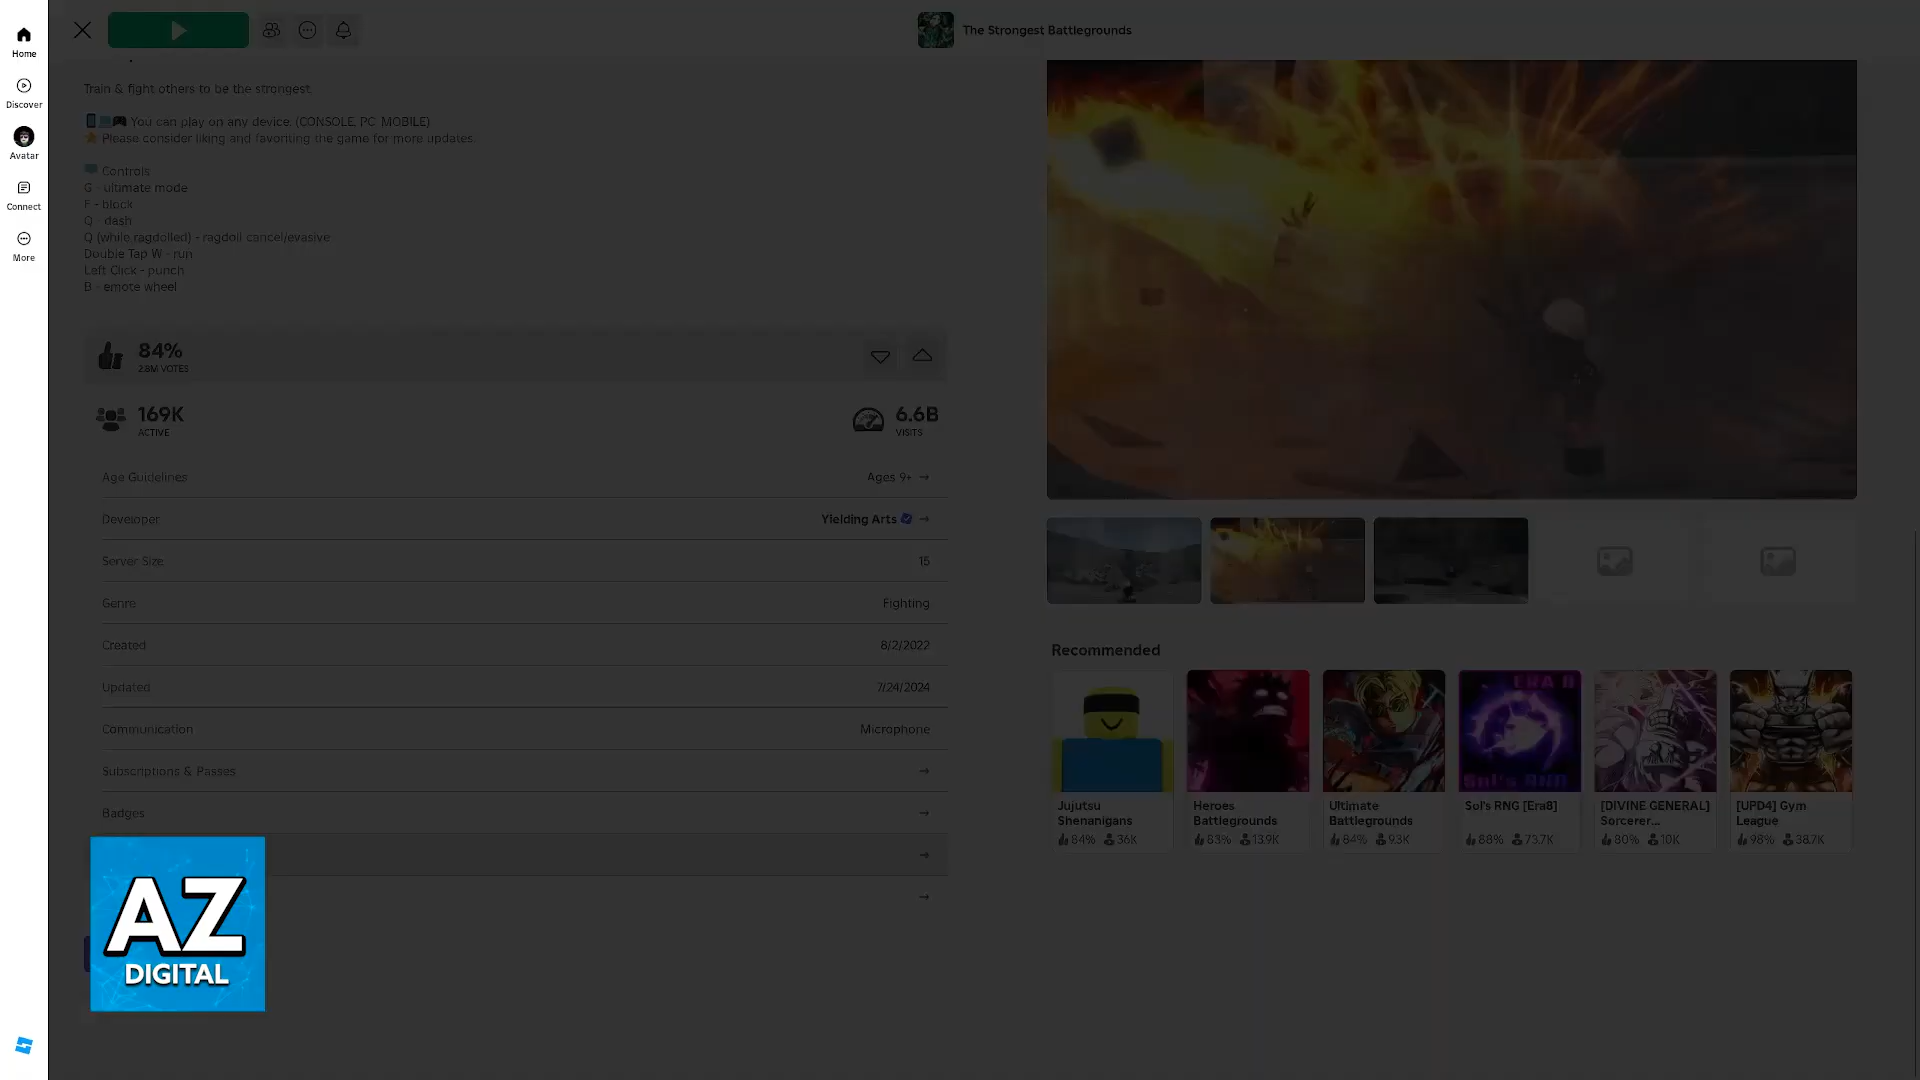 Home
Discover
Avatar
Connect
More
The Strongest Battlegrounds
Train & fight others to be the strongest.
You can play on any device. (CONSOLE, PC, MOBILE)
Please consider liking and favoriting the game for more updates.
Controls
G - ultimate mode
F - block
Q - dash
Q (while ragdolled) - ragdoll cancel/evasive
Double Tap W - run
Left Click - punch
B - emote wheel
84%
2.8M VOTES
169K
ACTIVE
6.6B
VISITS
Age Guidelines
Ages 9+
Developer
Yielding Arts
Server Size
15
Genre
Fighting
Created
8/2/2022
Updated
7/24/2024
Communication
Microphone
Subscriptions & Passes
Badges
AZ
DIGITAL
Recommended
ERA 8
Sol's RNG
Jujutsu
Shenanigans
84% 36K
Heroes
Battlegrounds
83% 13.9K
Ultimate
Battlegrounds
84% 9.3K
Sol's RNG [Era8]
88% 73.7K
[DIVINE GENERAL]
Sorcerer...
80% 10K
[UPD4] Gym
League
98% 38.7K